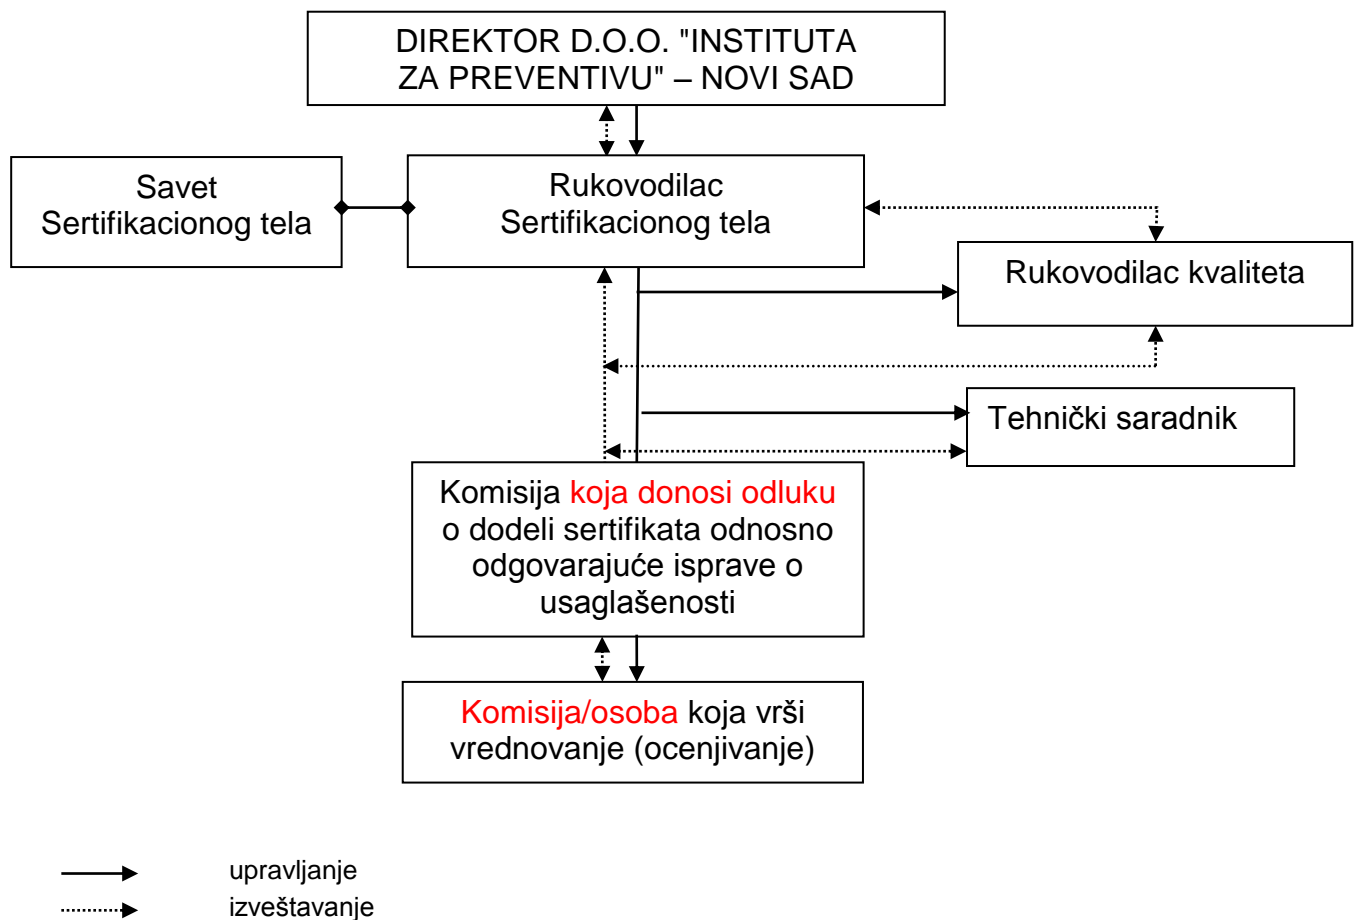 DIREKTOR D.O.O. "INSTITUTA
ZA PREVENTIVU" – NOVI SAD
Savet
Sertifikacionog tela
Rukovodilac
Sertifikacionog tela
Rukovodilac kvaliteta
Tehnički saradnik
Komisija koja donosi odluku
o dodeli sertifikata odnosno
odgovarajuće isprave o
usaglašenosti
Komisija/osoba koja vrši
vrednovanje (ocenjivanje)
upravljanje
izveštavanje